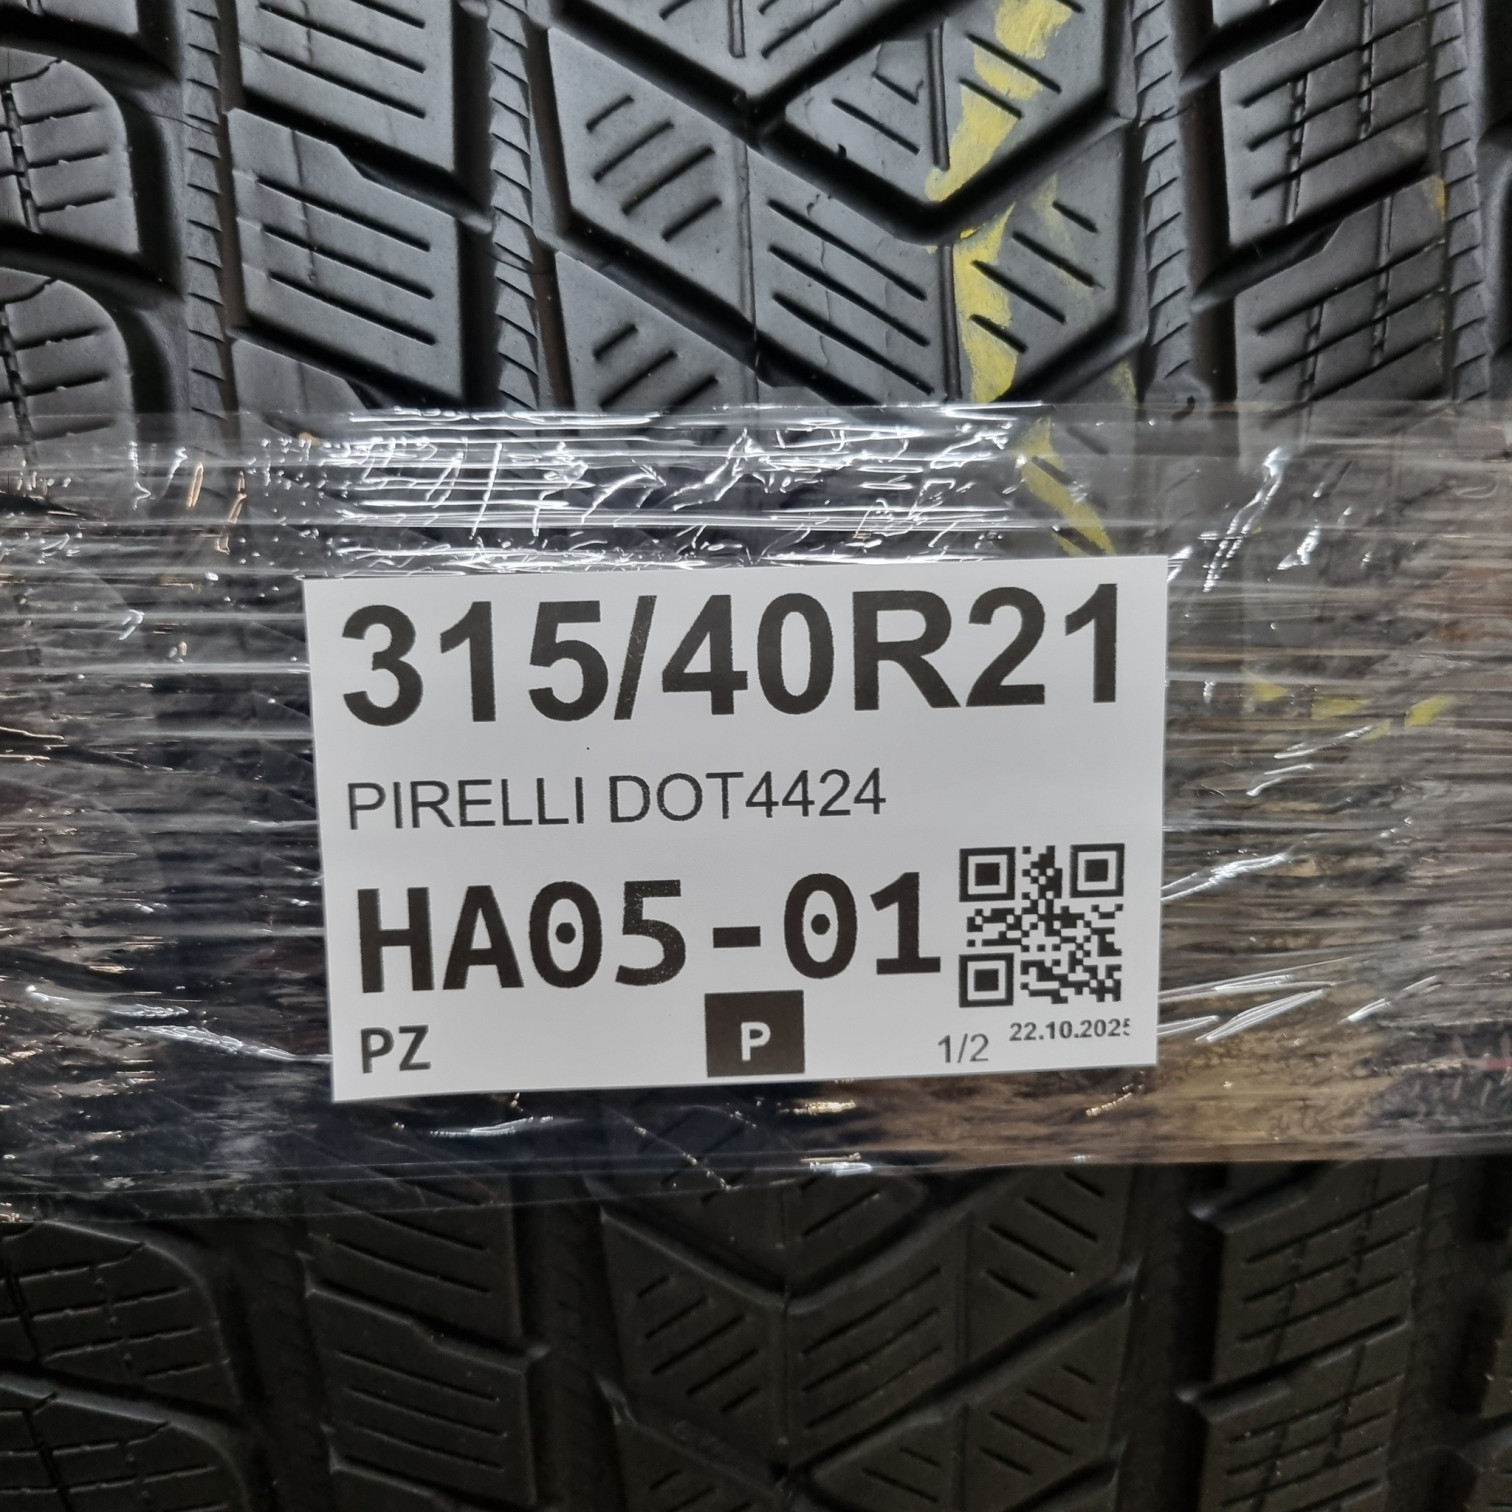 315/40R21
PIRELLI DOT4424
HA05-01
PZ
P
1/2
22.10.2025